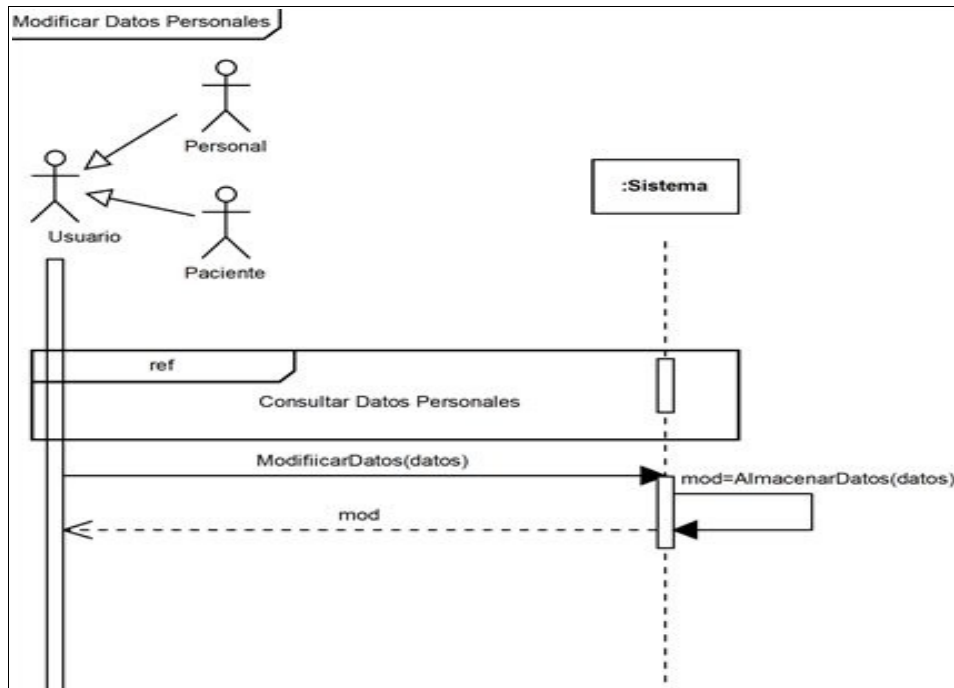 Modificar Datos Personales
Personal
:Sistema
Usuario
Paciente
ref
Consultar Datos Personales
ModifiicarDatos(datos)
mod=AlmacenarDatos(datos)
mod